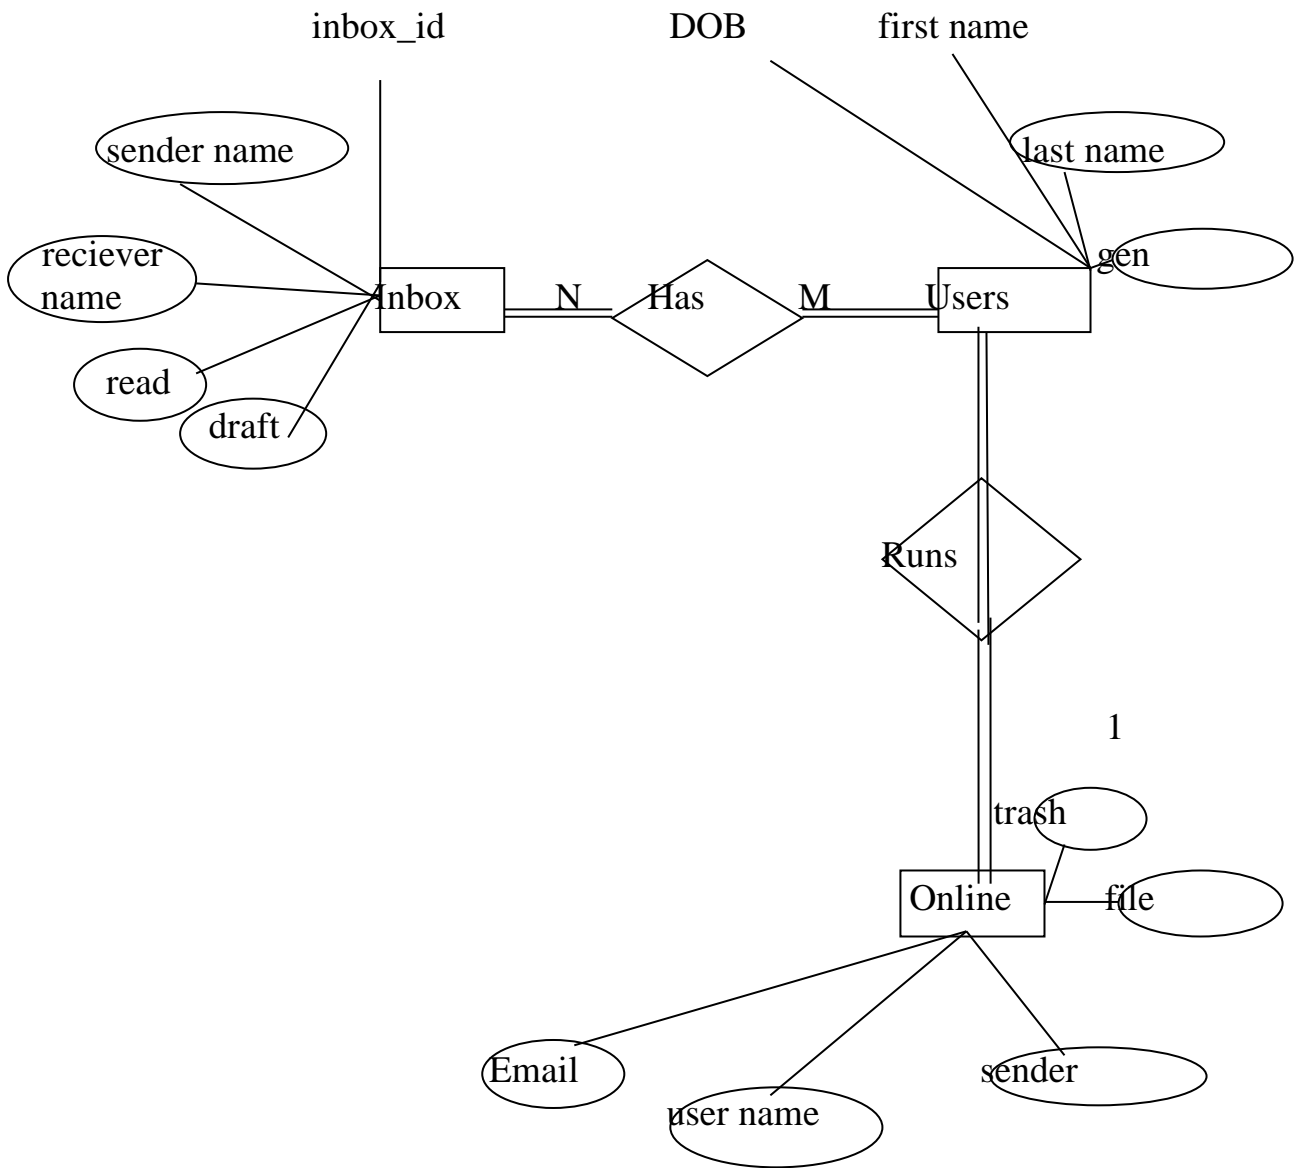 inbox_id
DOB
first name
sender name
last name
reciever
name
gen
Inbox
N
Has
M
Users
read
draft
Runs
1
trash
Online
file
Email
sender
user name